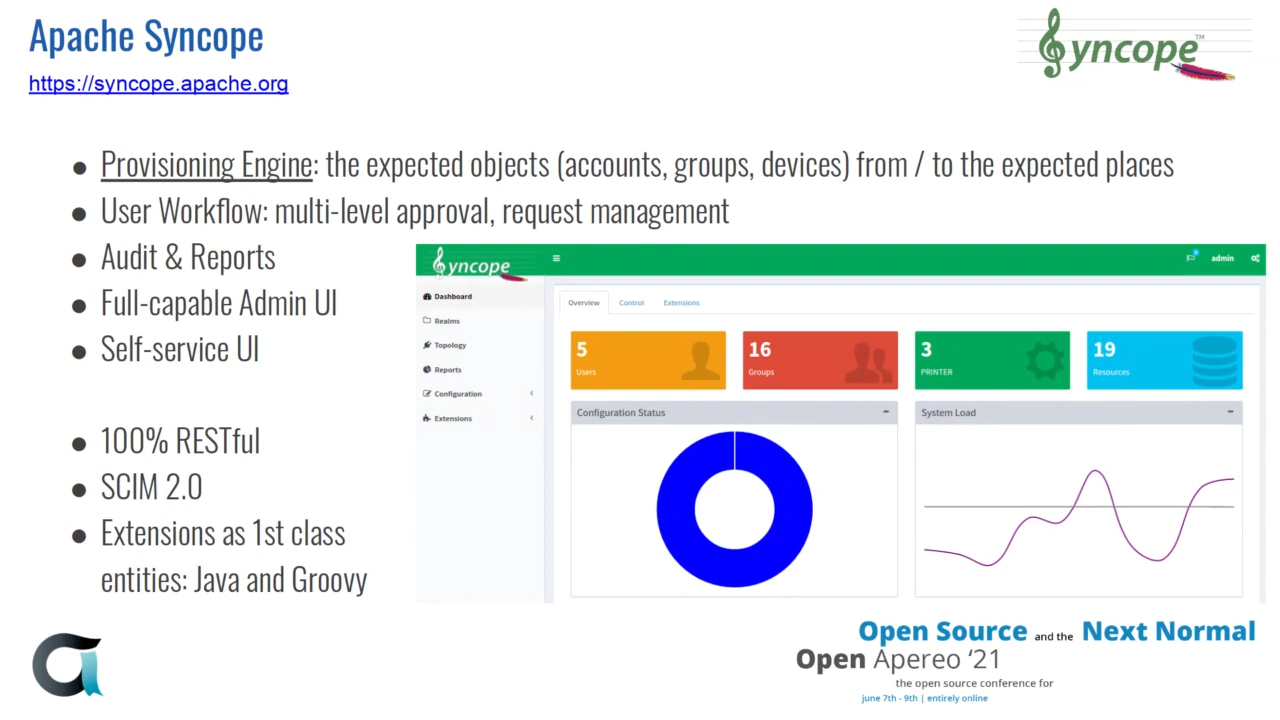 Apache Syncope
https://syncope.apache.org
yncope™
● Provisioning Engine: the expected objects (accounts, groups, devices) from / to the expected places
● User Workflow: multi-level approval, request management
● Audit & Reports
● Full-capable Admin UI
● Self-service UI
● 100% RESTful
● SCIM 2.0
● Extensions as 1st class
entities: Java and Groovy
yncope
admin
Dashboard
Realms
Topology
Reports
Configuration
Extensions
Overview Control Extensions
5
Users
16
Groups
3
PRINTER
19
Resources
Configuration Status
System Load
Open Source and the Next Normal
Open Apereo ‘21
the open source conference for
june 7th - 9th | entirely online